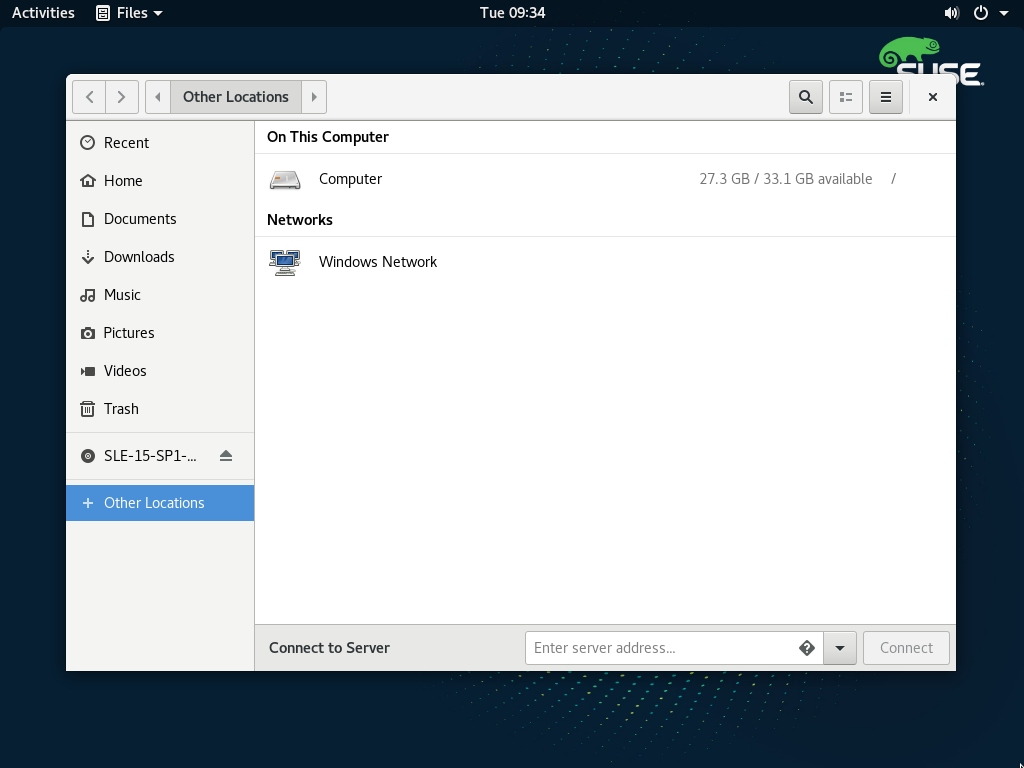 Activities Files Tue 09:34
SUSE
Other Locations
Recent
Home
Documents
Downloads
Music
Pictures
Videos
Trash
SLE-15-SP1-...
Other Locations
On This Computer
Computer 27.3 GB / 33.1 GB available /
Networks
Windows Network
Connect to Server Enter server address... Connect